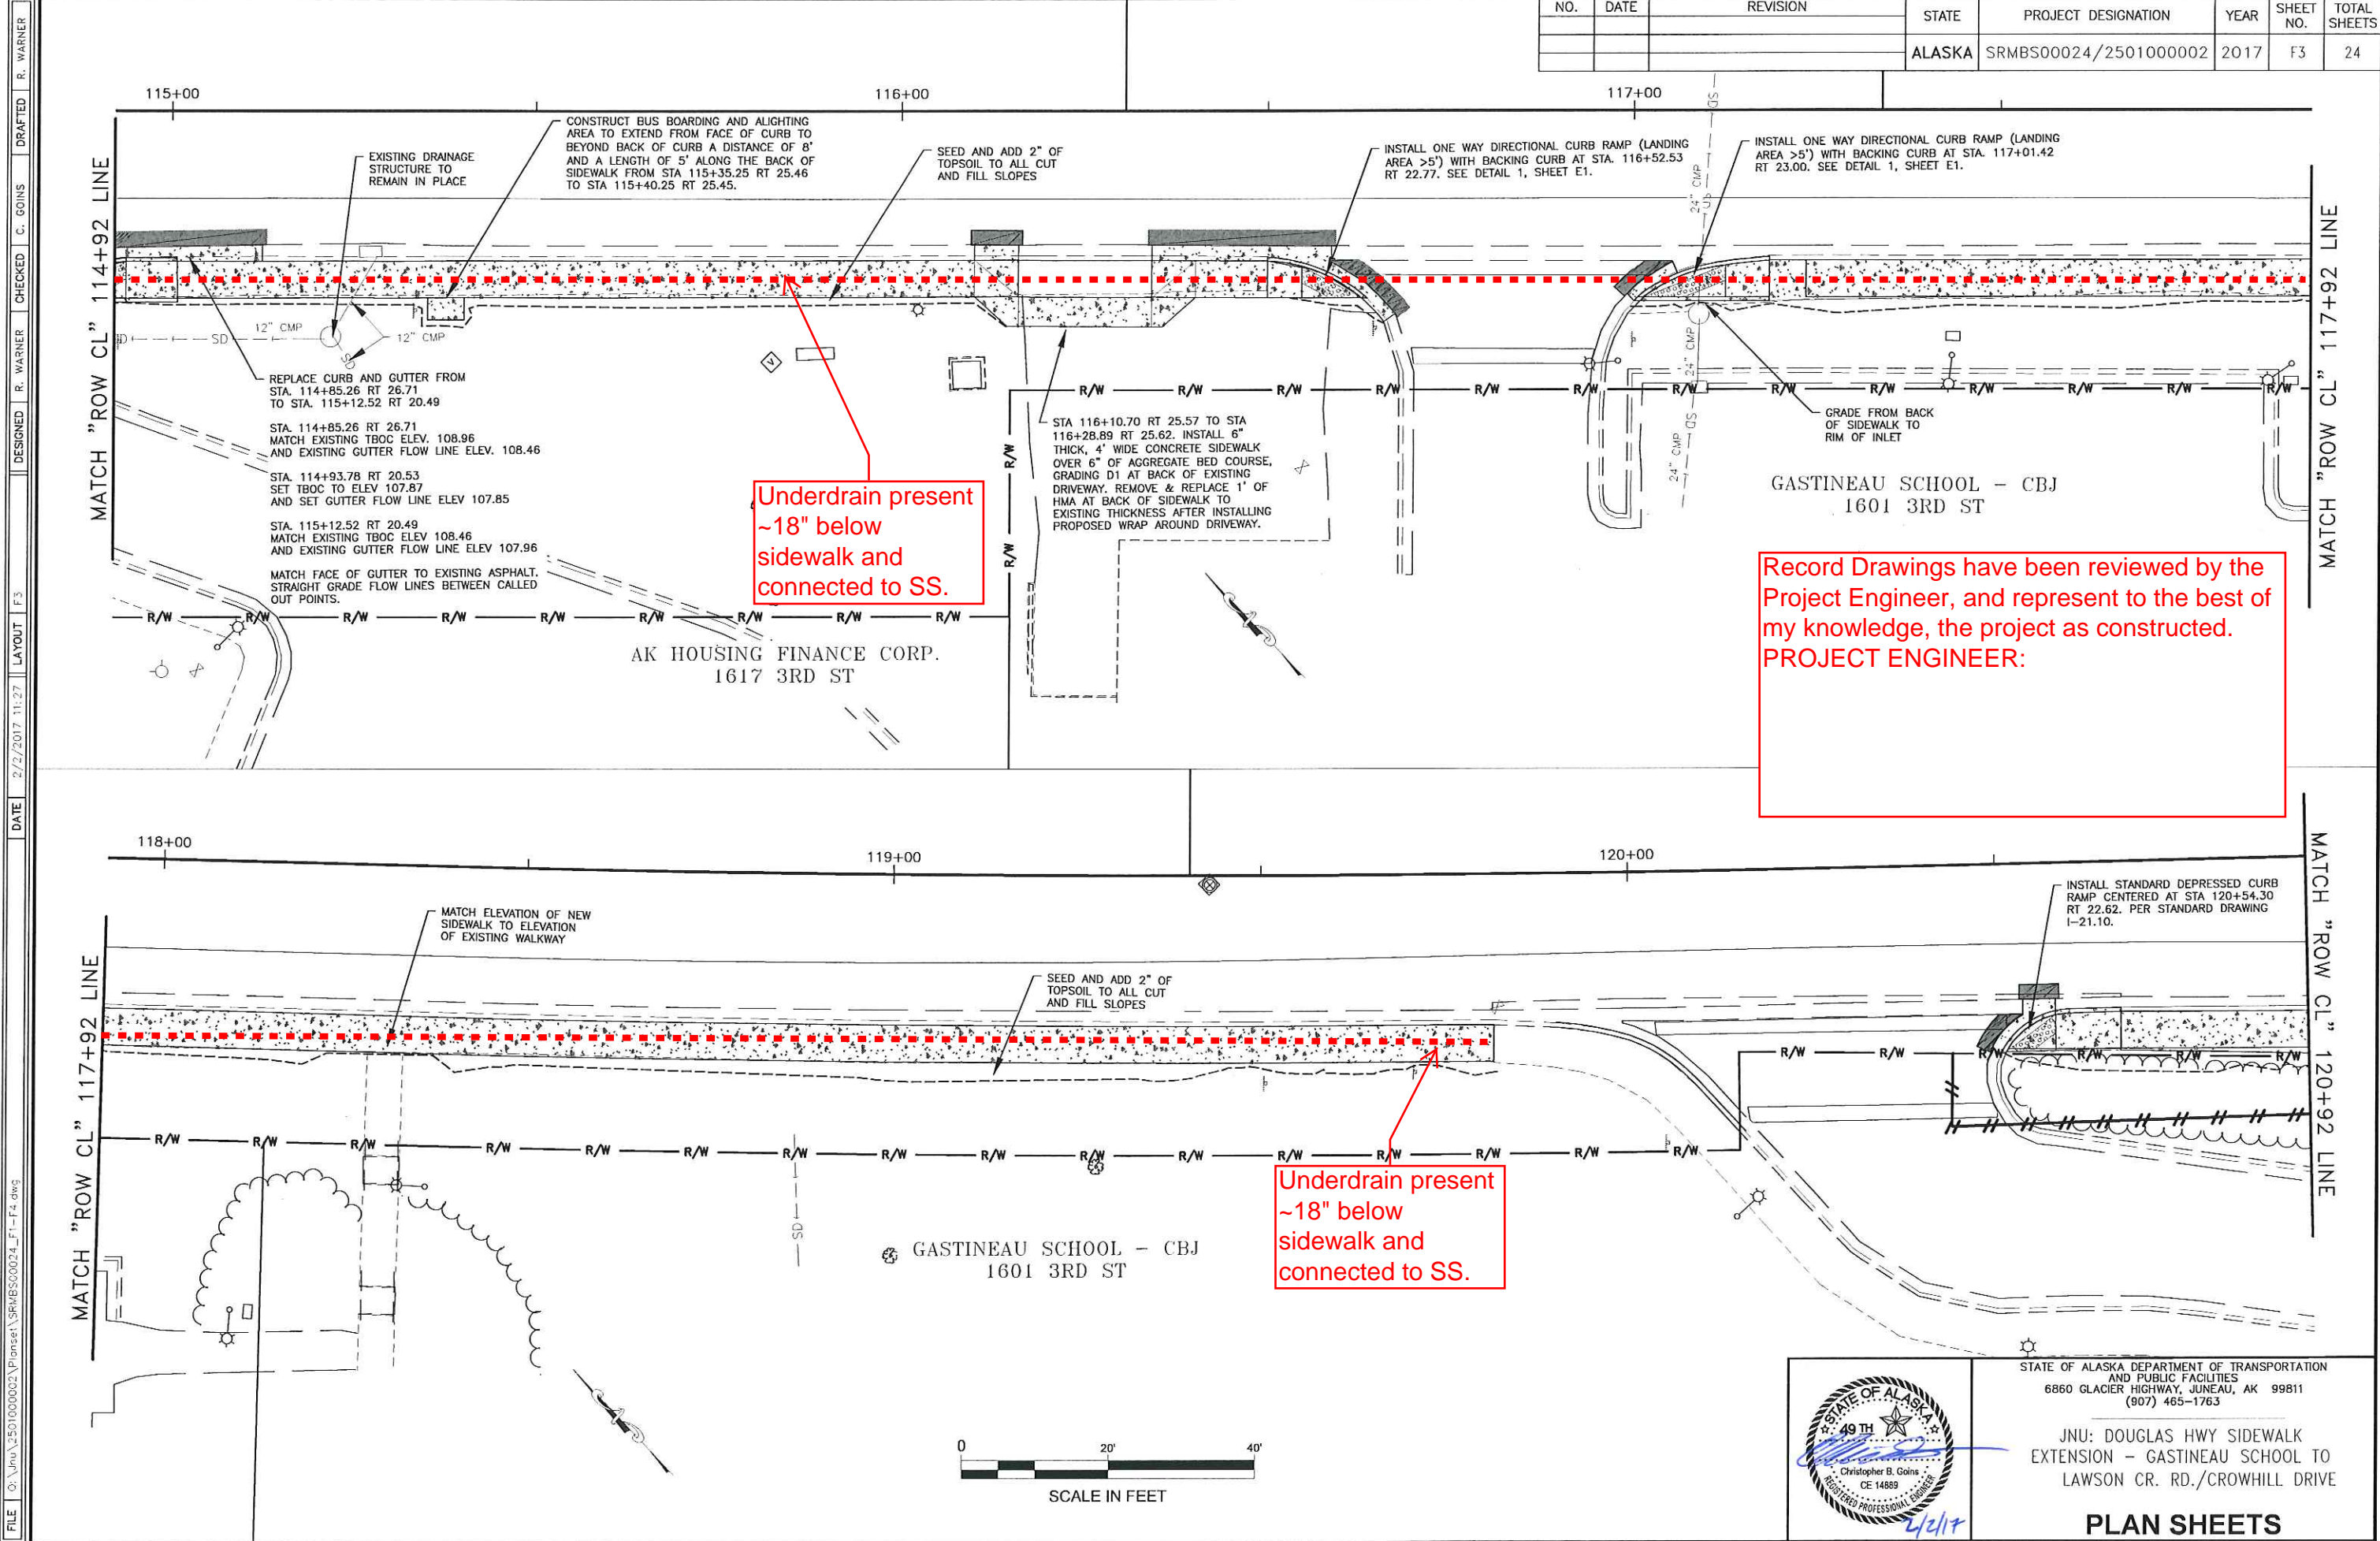 NO. DATE REVISION STATE PROJECT DESIGNATION YEAR SHEET NO. TOTAL SHEETS
ALASKA SRMBS00024/2501000002 2017 F3 24
115+00
116+00
117+00
MATCH "ROW CL" 114+92 LINE
EXISTING DRAINAGE
STRUCTURE TO
REMAIN IN PLACE
CONSTRUCT BUS BOARDING AND ALIGHTING
AREA TO EXTEND FROM FACE OF CURB TO
BEYOND BACK OF CURB A DISTANCE OF 8'
AND A LENGTH OF 5' ALONG THE BACK OF
SIDEWALK FROM STA 115+35.25 RT 25.46
TO STA 115+40.25 RT 25.45.
SEED AND ADD 2" OF
TOPSOIL TO ALL CUT
AND FILL SLOPES
INSTALL ONE WAY DIRECTIONAL CURB RAMP (LANDING
AREA >5') WITH BACKING CURB AT STA. 116+52.53
RT 22.77. SEE DETAIL 1, SHEET E1.
INSTALL ONE WAY DIRECTIONAL CURB RAMP (LANDING
AREA >5') WITH BACKING CURB AT STA. 117+01.42
RT 23.00. SEE DETAIL 1, SHEET E1.
MATCH "ROW CL" 117+92 LINE
SD
24" CMP
SD
12" CMP
SD
12" CMP
SD
24" CMP
24" CMP
SD
REPLACE CURB AND GUTTER FROM
STA. 114+85.26 RT 26.71
TO STA. 115+12.52 RT 20.49
STA. 114+85.26 RT 26.71
MATCH EXISTING TBOC ELEV. 108.96
AND EXISTING GUTTER FLOW LINE ELEV. 108.46
STA. 114+93.78 RT 20.53
SET TBOC TO ELEV 107.87
AND SET GUTTER FLOW LINE ELEV 107.85
STA. 115+12.52 RT 20.49
MATCH EXISTING TBOC ELEV 108.46
AND EXISTING GUTTER FLOW LINE ELEV 107.96
MATCH FACE OF GUTTER TO EXISTING ASPHALT.
STRAIGHT GRADE FLOW LINES BETWEEN CALLED
OUT POINTS.
Underdrain present
~18" below
sidewalk and
connected to SS.
STA 116+10.70 RT 25.57 TO STA
116+28.89 RT 25.62. INSTALL 6"
THICK, 4' WIDE CONCRETE SIDEWALK
OVER 6" OF AGGREGATE BED COURSE,
GRADING D1 AT BACK OF EXISTING
DRIVEWAY. REMOVE & REPLACE 1' OF
HMA AT BACK OF SIDEWALK TO
EXISTING THICKNESS AFTER INSTALLING
PROPOSED WRAP AROUND DRIVEWAY.
GRADE FROM BACK
OF SIDEWALK TO
RIM OF INLET
R/W R/W R/W R/W R/W R/W R/W R/W R/W R/W R/W R/W R/W
R/W
R/W
R/W R/W R/W R/W R/W R/W R/W R/W R/W
GASTINEAU SCHOOL - CBJ
1601 3RD ST
AK HOUSING FINANCE CORP.
1617 3RD ST
Record Drawings have been reviewed by the
Project Engineer, and represent to the best of
my knowledge, the project as constructed.
PROJECT ENGINEER:
118+00
119+00
120+00
MATCH "ROW CL" 117+92 LINE
MATCH ELEVATION OF NEW
SIDEWALK TO ELEVATION
OF EXISTING WALKWAY
SEED AND ADD 2" OF
TOPSOIL TO ALL CUT
AND FILL SLOPES
INSTALL STANDARD DEPRESSED CURB
RAMP CENTERED AT STA 120+54.30
RT 22.62. PER STANDARD DRAWING
I-21.10.
MATCH "ROW CL" 120+92 LINE
R/W R/W R/W R/W R/W
R/W R/W R/W R/W R/W R/W R/W R/W R/W R/W R/W R/W R/W R/W R/W R/W
SD
Underdrain present
~18" below
sidewalk and
connected to SS.
GASTINEAU SCHOOL - CBJ
1601 3RD ST
0 20' 40'
SCALE IN FEET
STATE OF ALASKA
49 TH
Christopher B. Goins
CE 14889
REGISTERED PROFESSIONAL ENGINEER
2/2/17
STATE OF ALASKA DEPARTMENT OF TRANSPORTATION
AND PUBLIC FACILITIES
6860 GLACIER HIGHWAY, JUNEAU, AK 99811
(907) 465-1763
JNU: DOUGLAS HWY SIDEWALK
EXTENSION - GASTINEAU SCHOOL TO
LAWSON CR. RD./CROWHILL DRIVE
PLAN SHEETS
FILE Q:\Jnu\2501000002\Planset\SRMBS00024_F1-F4.dwg DATE 2/2/2017 11:27 LAYOUT F3 DESIGNED R. WARNER CHECKED C. GOINS DRAFTED R. WARNER